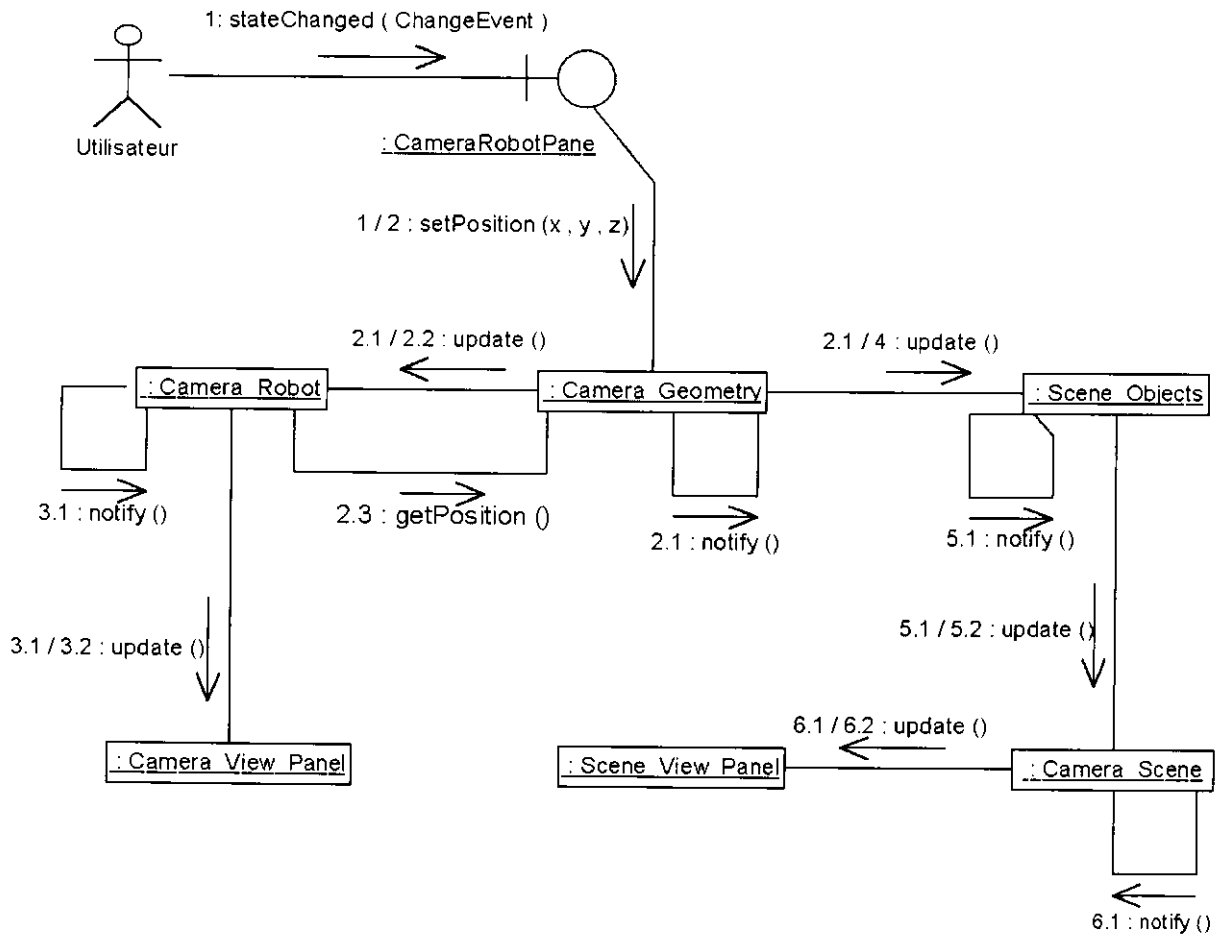 1: stateChanged ( ChangeEvent )
Utilisateur
: CameraRobotPane
1 / 2 : setPosition (x , y , z)
2.1 / 2.2 : update ()
2.1 / 4 : update ()
: Camera Robot
: Camera Geometry
: Scene Objects
3.1 : notify ()
2.3 : getPosition ()
2.1 : notify ()
5.1 : notify ()
3.1 / 3.2 : update ()
5.1 / 5.2 : update ()
6.1 / 6.2 : update ()
: Camera View Panel
: Scene View Panel
: Camera Scene
6.1 : notify ()